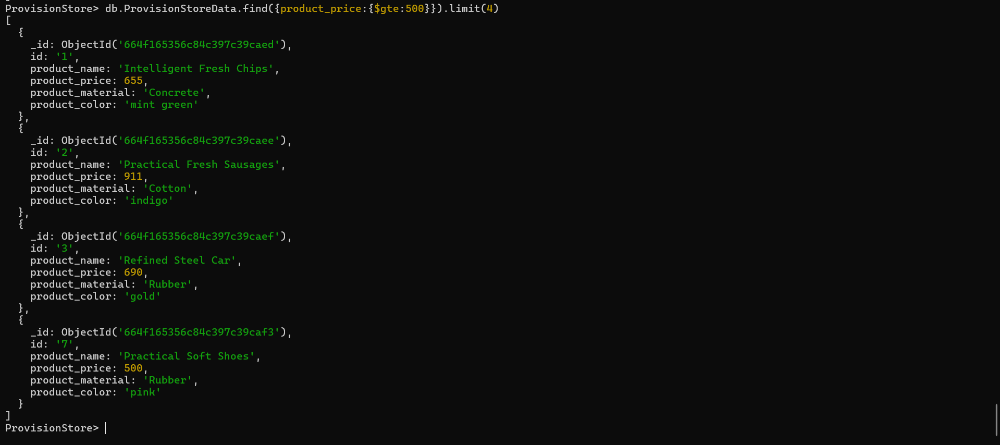 ProvisionStore> db.ProvisionStoreData.find({product_price:{$gte:500}}).limit(4)
[
  {
    _id: ObjectId('664f165356c84c397c39caed'),
    id: '1',
    product_name: 'Intelligent Fresh Chips',
    product_price: 655,
    product_material: 'Concrete',
    product_color: 'mint green'
  },
  {
    _id: ObjectId('664f165356c84c397c39caee'),
    id: '2',
    product_name: 'Practical Fresh Sausages',
    product_price: 911,
    product_material: 'Cotton',
    product_color: 'indigo'
  },
  {
    _id: ObjectId('664f165356c84c397c39caef'),
    id: '3',
    product_name: 'Refined Steel Car',
    product_price: 690,
    product_material: 'Rubber',
    product_color: 'gold'
  },
  {
    _id: ObjectId('664f165356c84c397c39caf3'),
    id: '7',
    product_name: 'Practical Soft Shoes',
    product_price: 500,
    product_material: 'Rubber',
    product_color: 'pink'
  }
]
ProvisionStore>